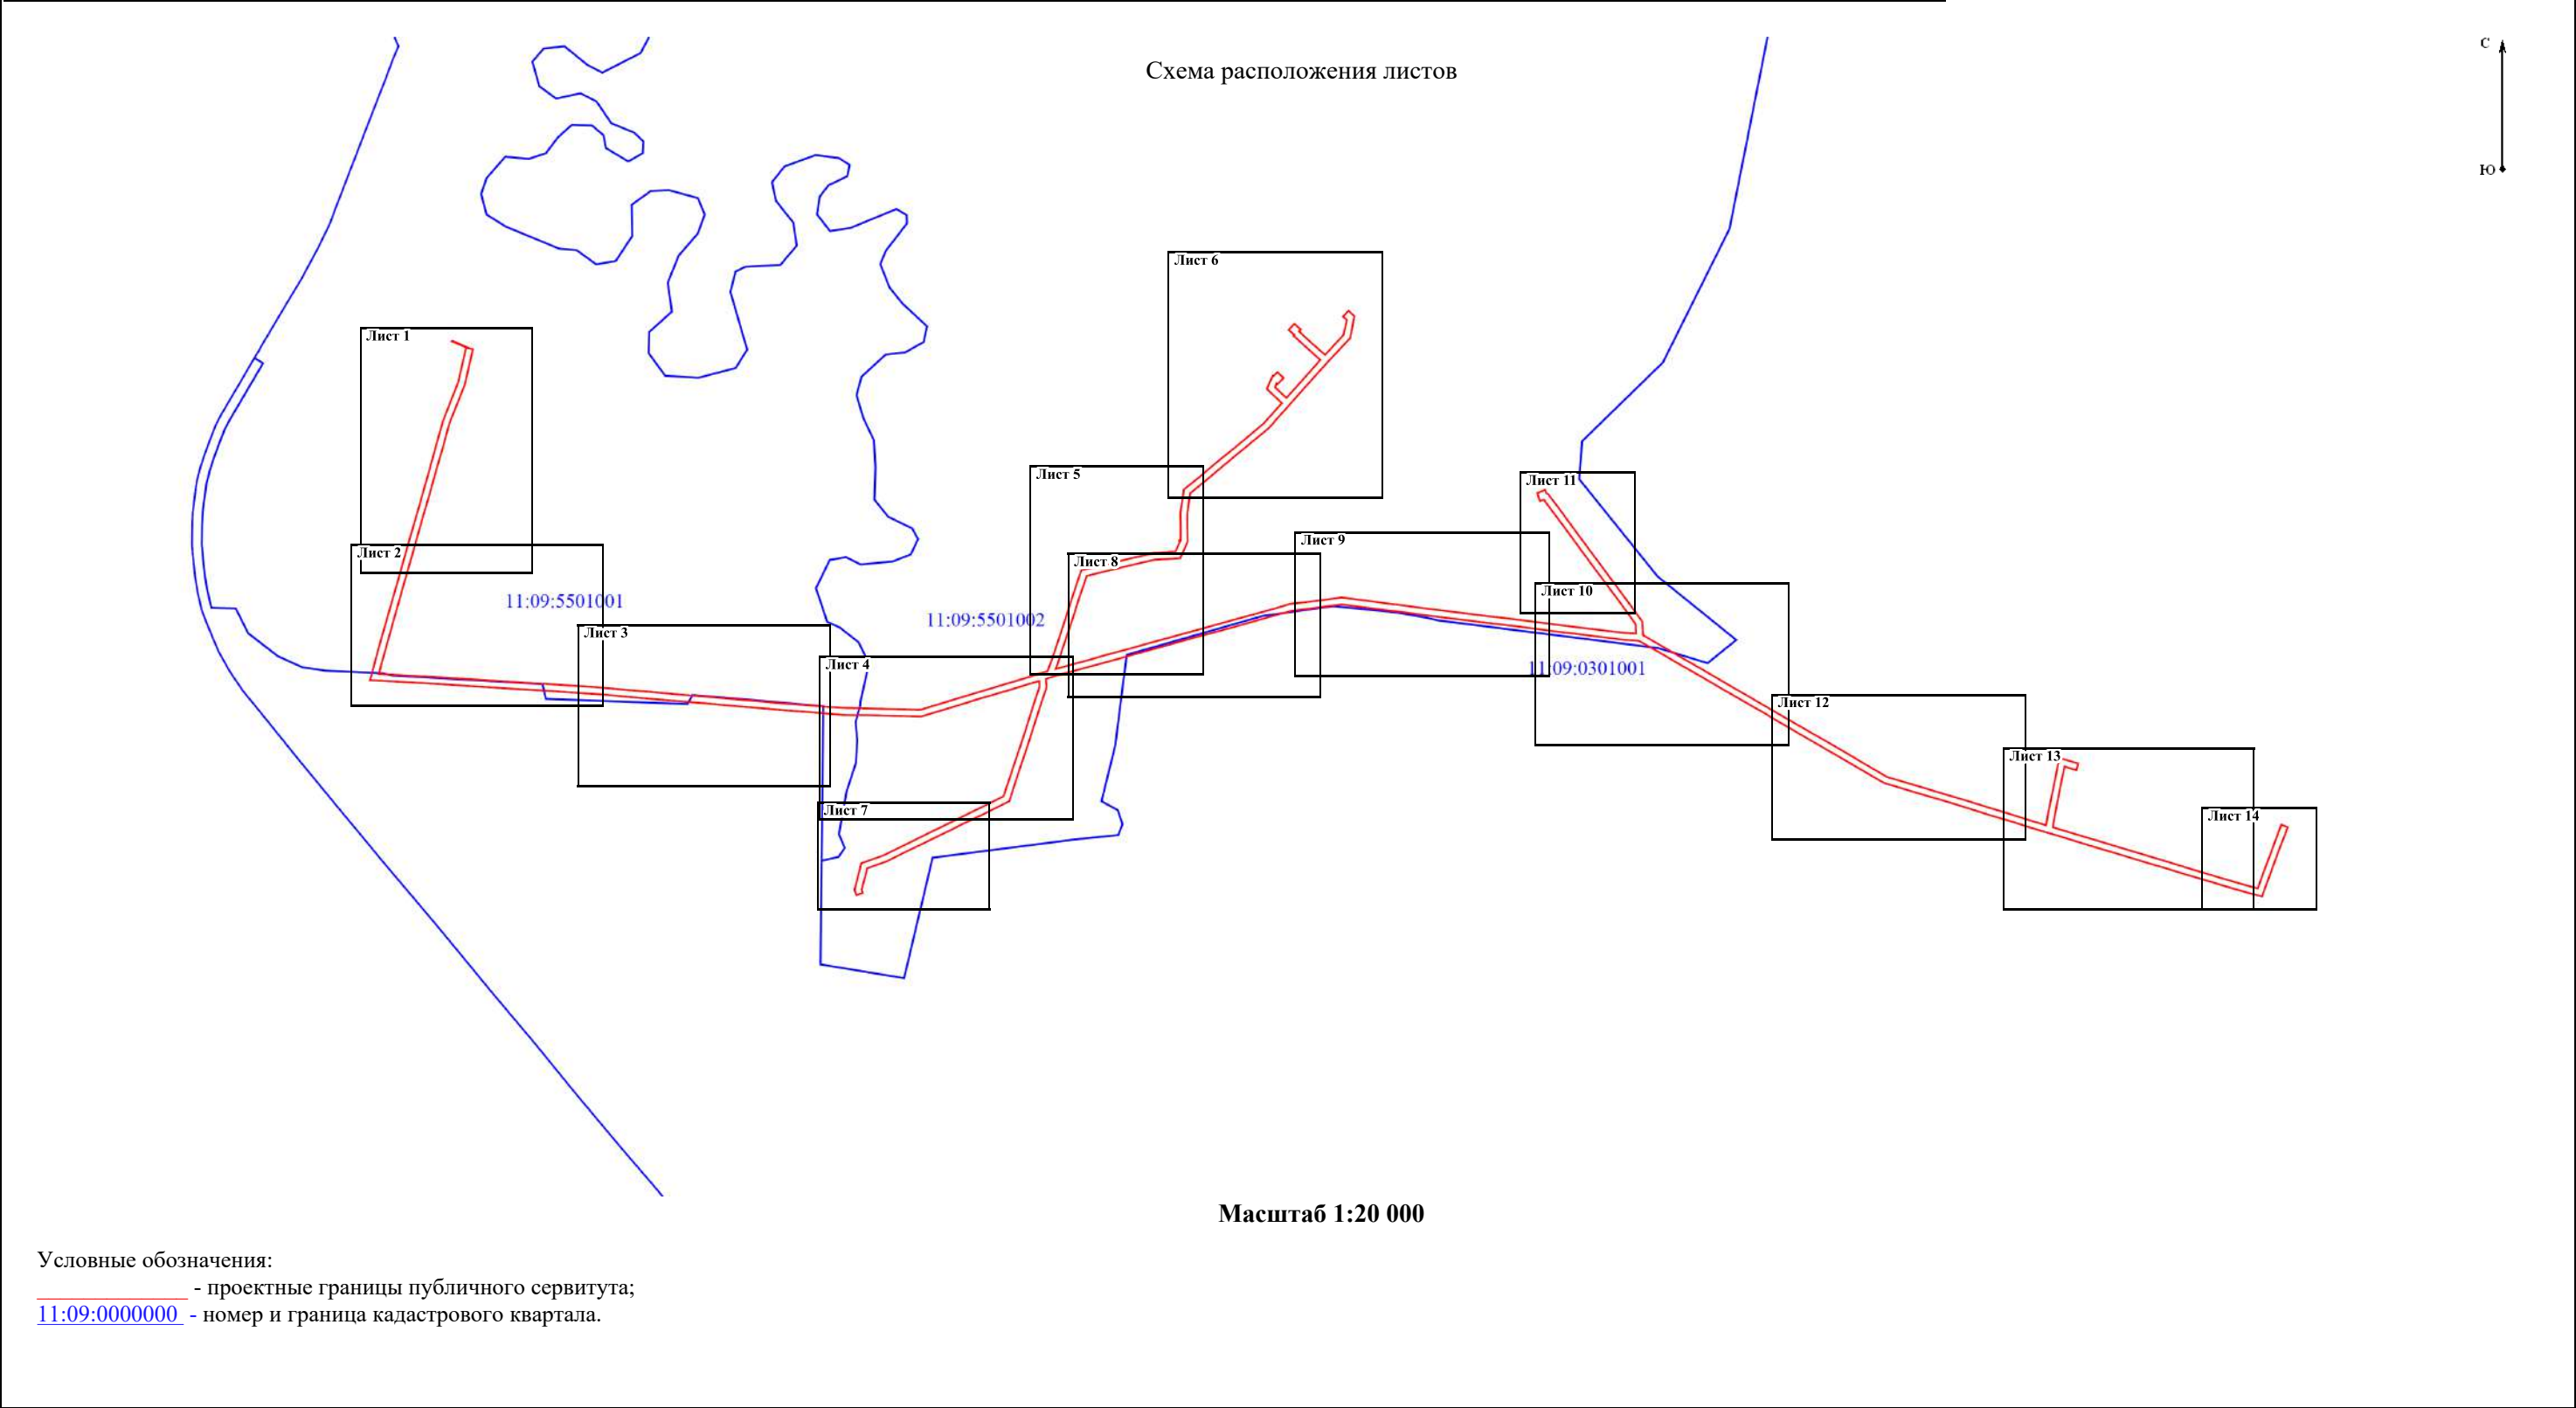 Схема расположения листов
С
Ю
Лист 6
Лист 1
Лист 5
Лист 11
Лист 9
Лист 2
Лист 8
Лист 10
11:09:5501001
11:09:5501002
Лист 3
Лист 4
11:09:0301001
Лист 12
Лист 13
Лист 7
Лист 14
Масштаб 1:20 000
Условные обозначения:
- проектные границы публичного сервитута;
11:09:0000000 - номер и граница кадастрового квартала.